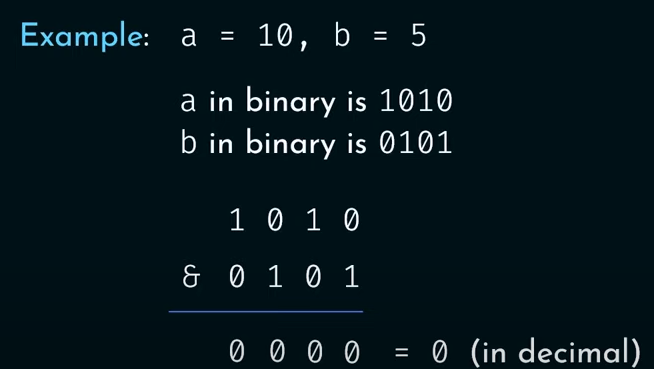 Example: a = 10, b = 5
a in binary is 1010
b in binary is 0101
1 0 1 0
& 0 1 0 1
0 0 0 0 = 0 (in decimal)